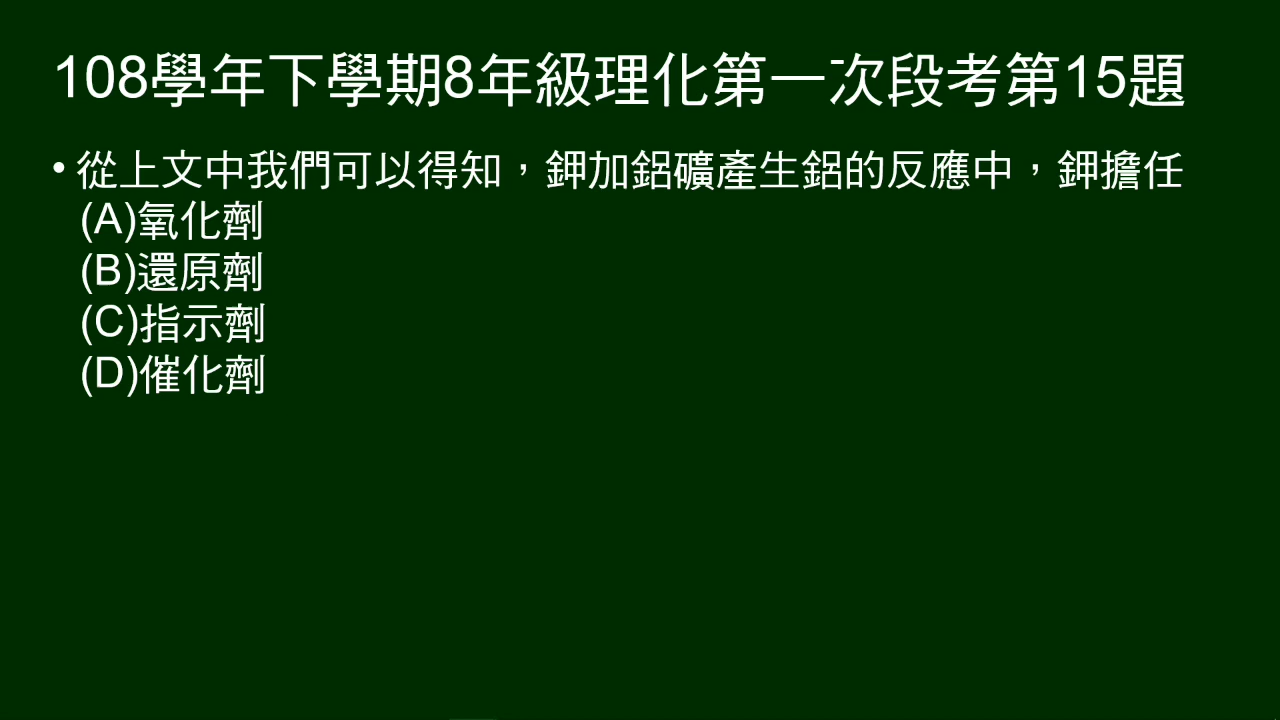 108學年下學期8年級理化第一次段考第15題
• 從上文中我們可以得知，鉀加鋁礦產生鋁的反應中，鉀擔任
(A)氧化劑
(B)還原劑
(C)指示劑
(D)催化劑